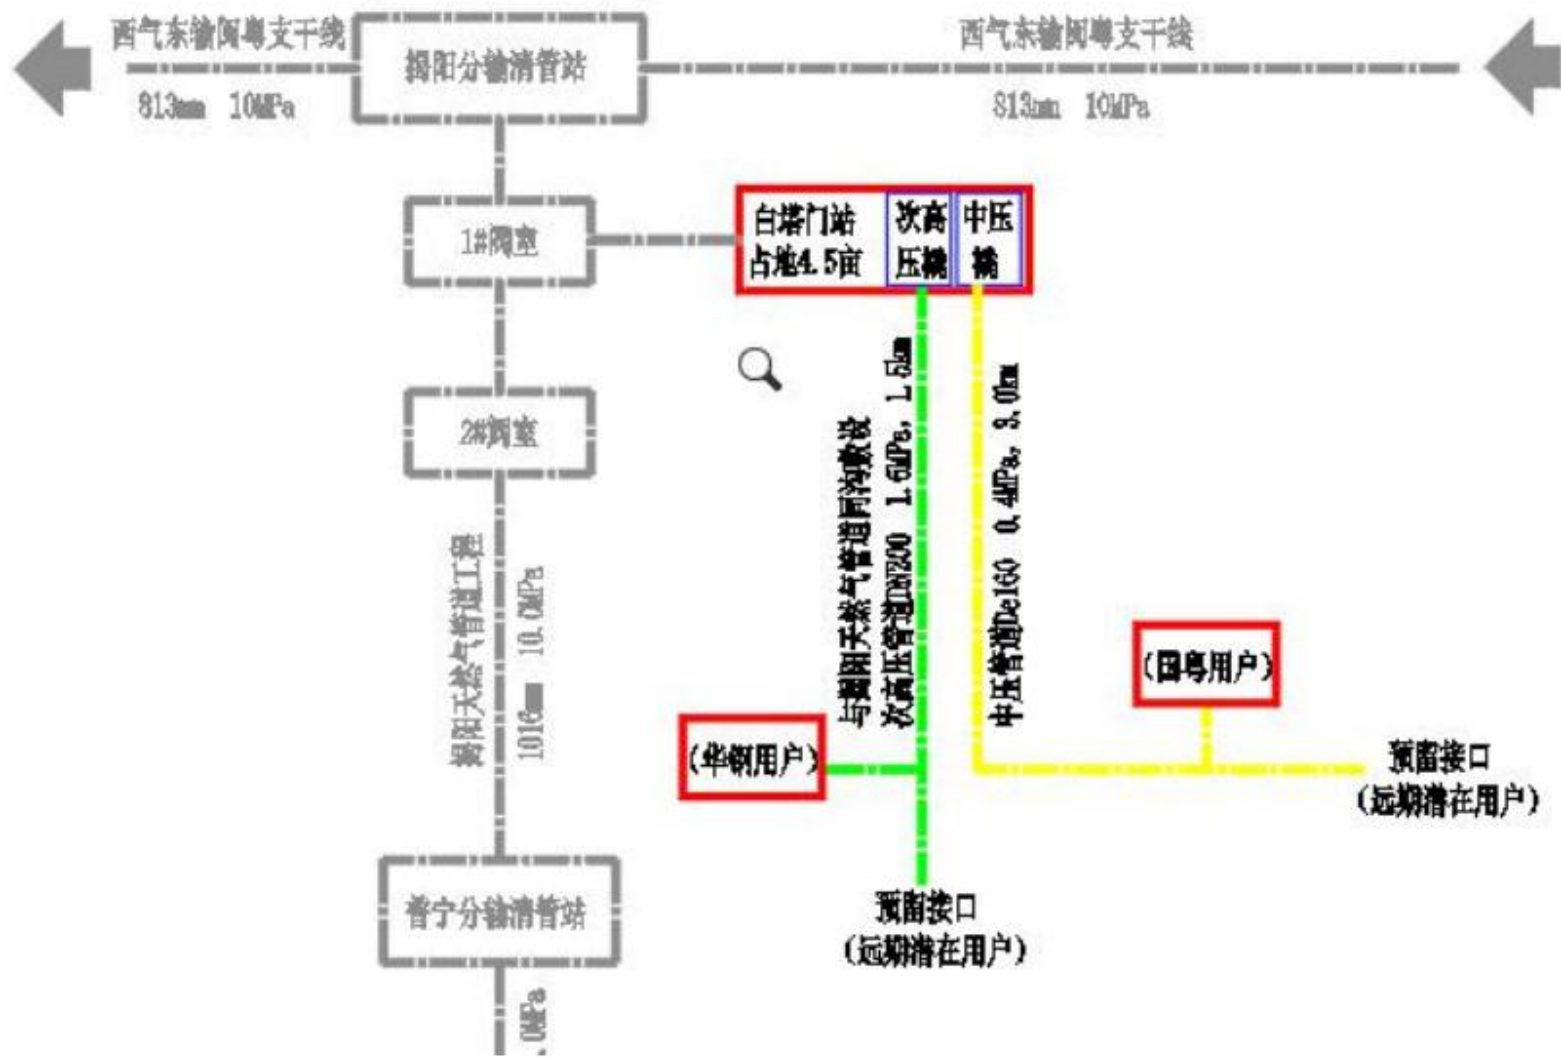 西气东输闽粤支干线
813mm 10MPa
揭阳分输清管站
西气东输闽粤支干线
813mm 10MPa
1#阀室
白塔门站
占地4.5亩
次高
压橇
中压
橇
2#阀室
揭阳天然气管道工程
1016mm 10.0MPa
与揭阳天然气管道同沟敷设
次高压管道DN200 1.6MPa, 1.5km
中压管道De160 0.4MPa, 3.0km
(国粤用户)
(华钢用户)
预留接口
(远期潜在用户)
普宁分输清管站
预留接口
(远期潜在用户)
.0MPa